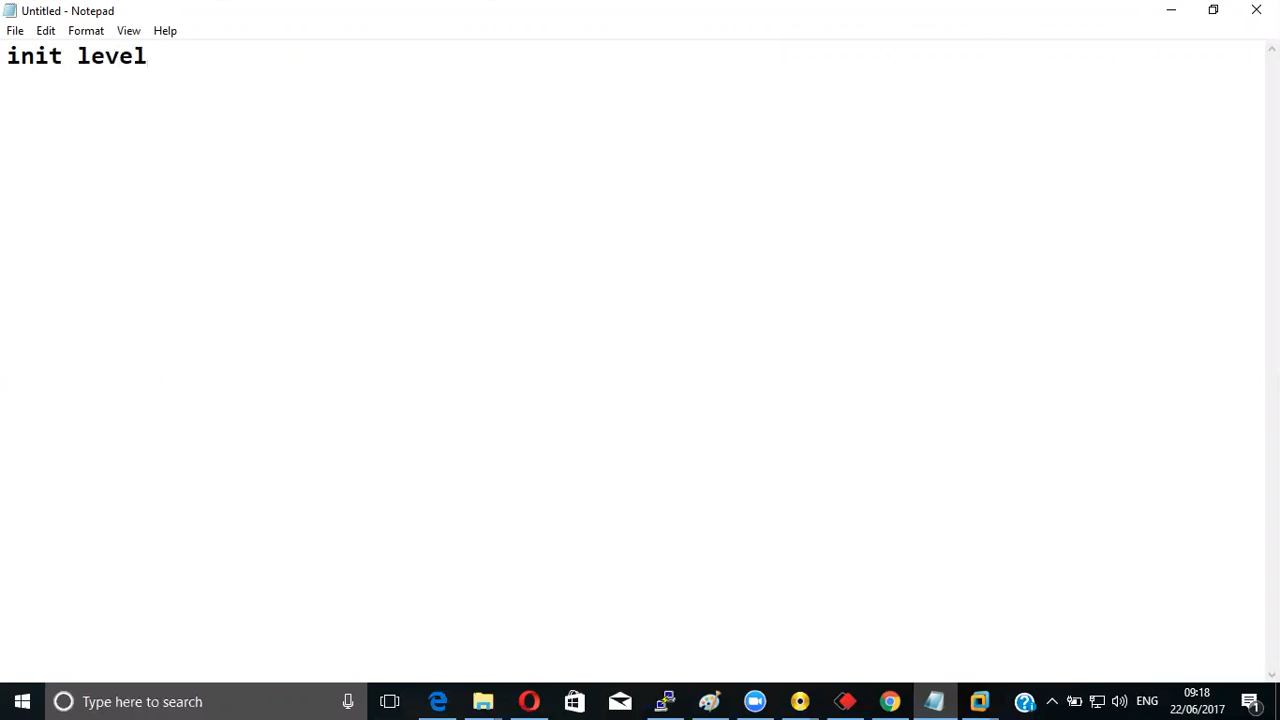 Untitled - Notepad
File Edit Format View Help
init level
Type here to search
ENG
09:18
22/06/2017
1